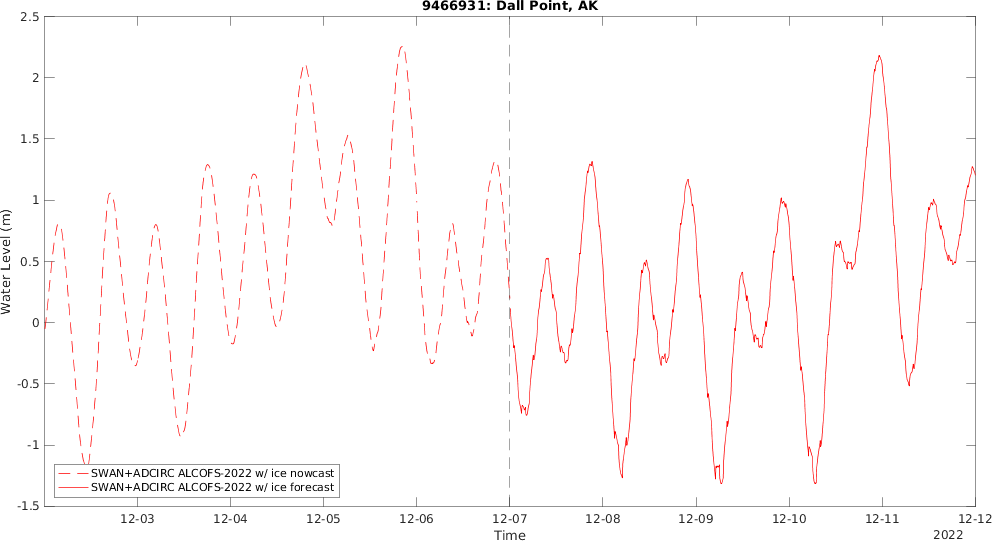 9466931: Dall Point, AK
2.5
2
1.5
1
0.5
0
-0.5
-1
-1.5
Water Level (m)
SWAN+ADCIRC ALCOFS-2022 w/ ice nowcast
SWAN+ADCIRC ALCOFS-2022 w/ ice forecast
12-03 12-04 12-05 12-06 12-07 12-08 12-09 12-10 12-11 12-12
Time
2022